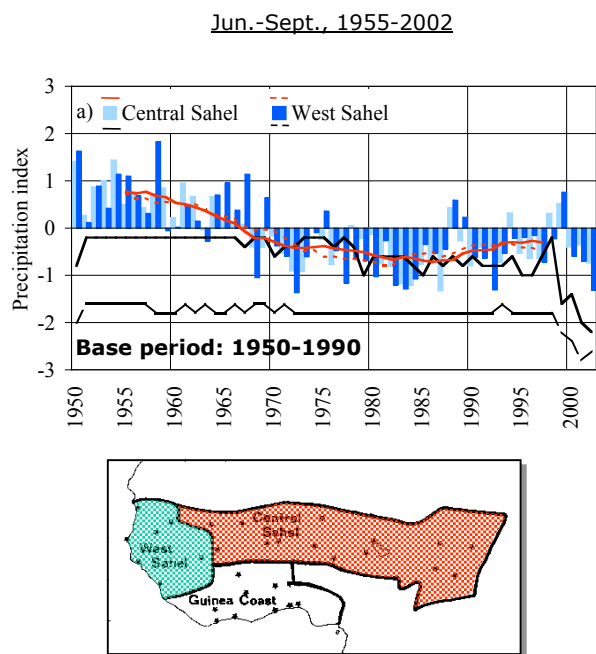 Jun.-Sept., 1955-2002
3
a) Central Sahel West Sahel
2
1
0
-1
-2
-3
Precipitation index
Base period: 1950-1990
1950 1955 1960 1965 1970 1975 1980 1985 1990 1995 2000
Central
Sahel
West
Sahel
Guinea Coast